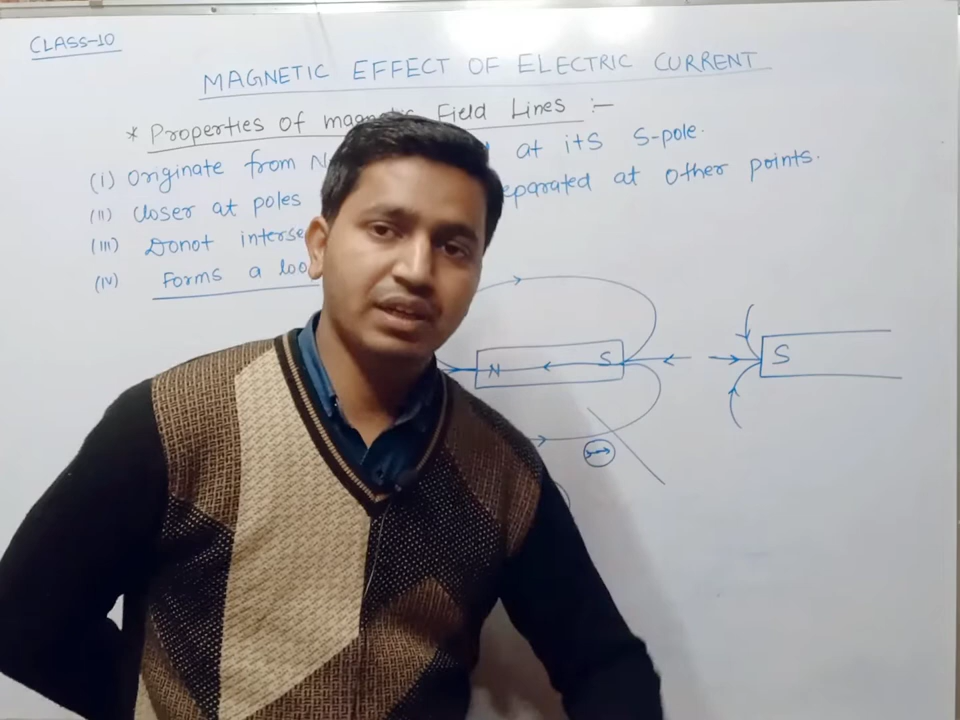 CLASS-10
MAGNETIC EFFECT OF ELECTRIC CURRENT
* Properties of magnetic Field Lines :-
(i) Originate from N at its S-pole.
(ii) Closer at poles eparated at other points.
(iii) Donot interse
(iv) Forms a loo
N S
S